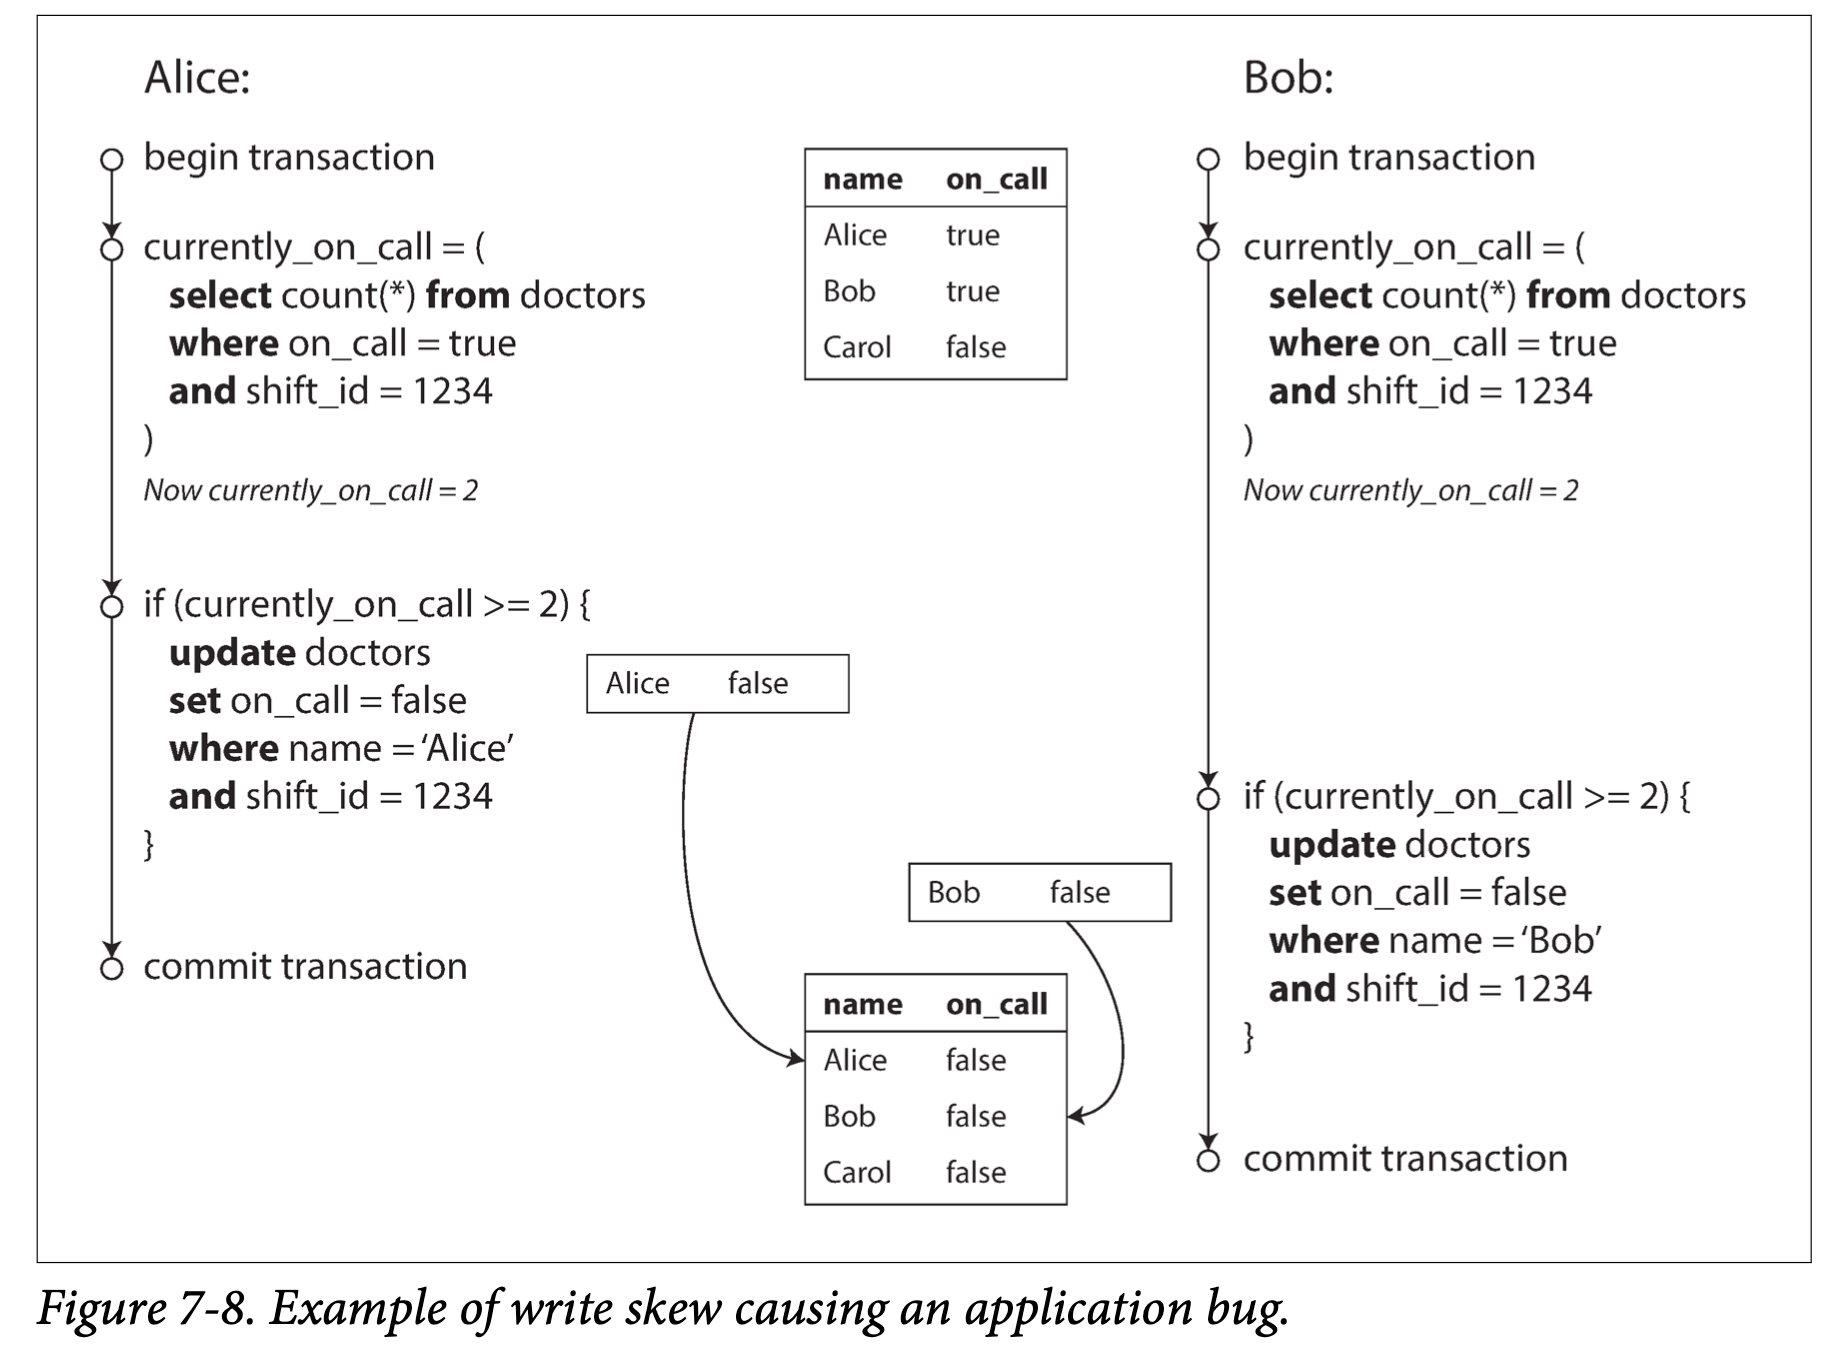 Alice:
begin transaction
currently_on_call = (
select count(*) from doctors
where on_call = true
and shift_id = 1234
)
Now currently_on_call = 2
if (currently_on_call >= 2) {
update doctors
set on_call = false
where name = ‘Alice’
and shift_id = 1234
}
commit transaction
name on_call
Alice true
Bob true
Carol false
Alice false
Bob false
name on_call
Alice false
Bob false
Carol false
Bob:
begin transaction
currently_on_call = (
select count(*) from doctors
where on_call = true
and shift_id = 1234
)
Now currently_on_call = 2
if (currently_on_call >= 2) {
update doctors
set on_call = false
where name = ‘Bob’
and shift_id = 1234
}
commit transaction
Figure 7-8. Example of write skew causing an application bug.